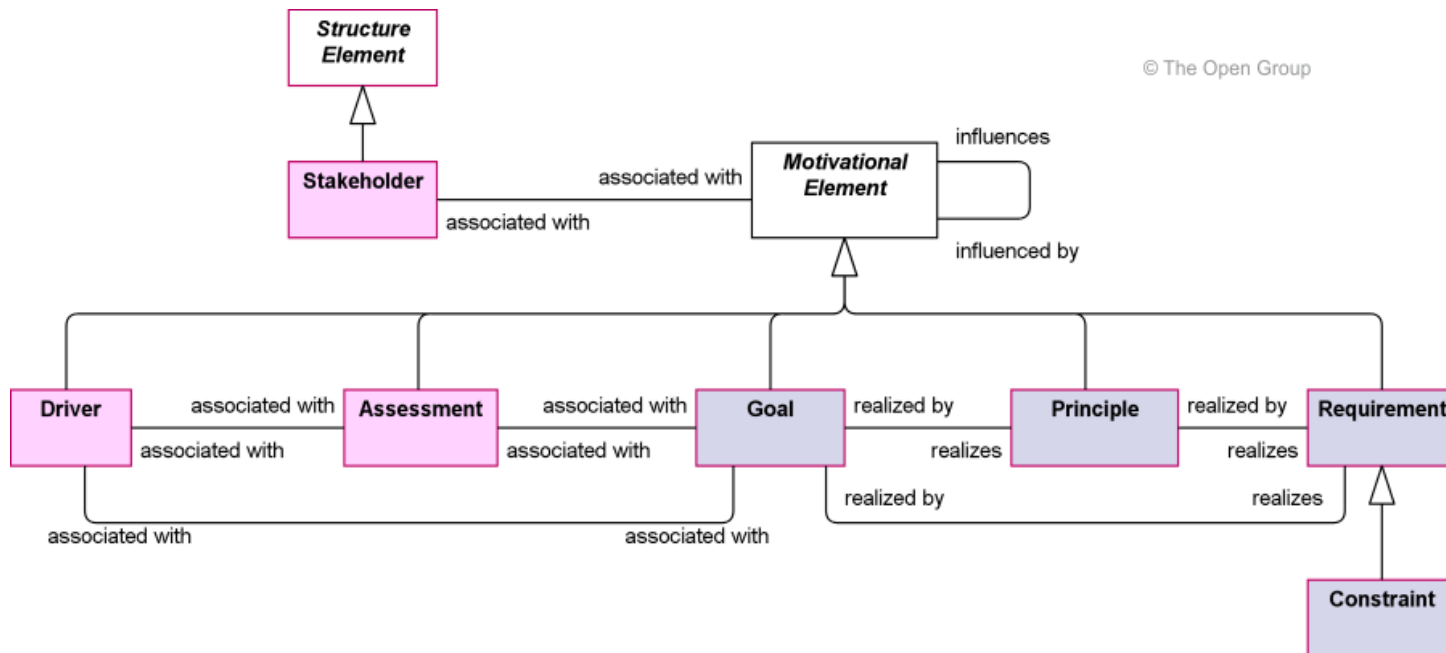 Structure
Element
© The Open Group
influences
Motivational
Element
Stakeholder
associated with
associated with
influenced by
Driver
associated with
Assessment
associated with
Goal
realized by
Principle
realized by
Requirement
associated with
associated with
realizes
realizes
realized by
realizes
associated with
associated with
Constraint